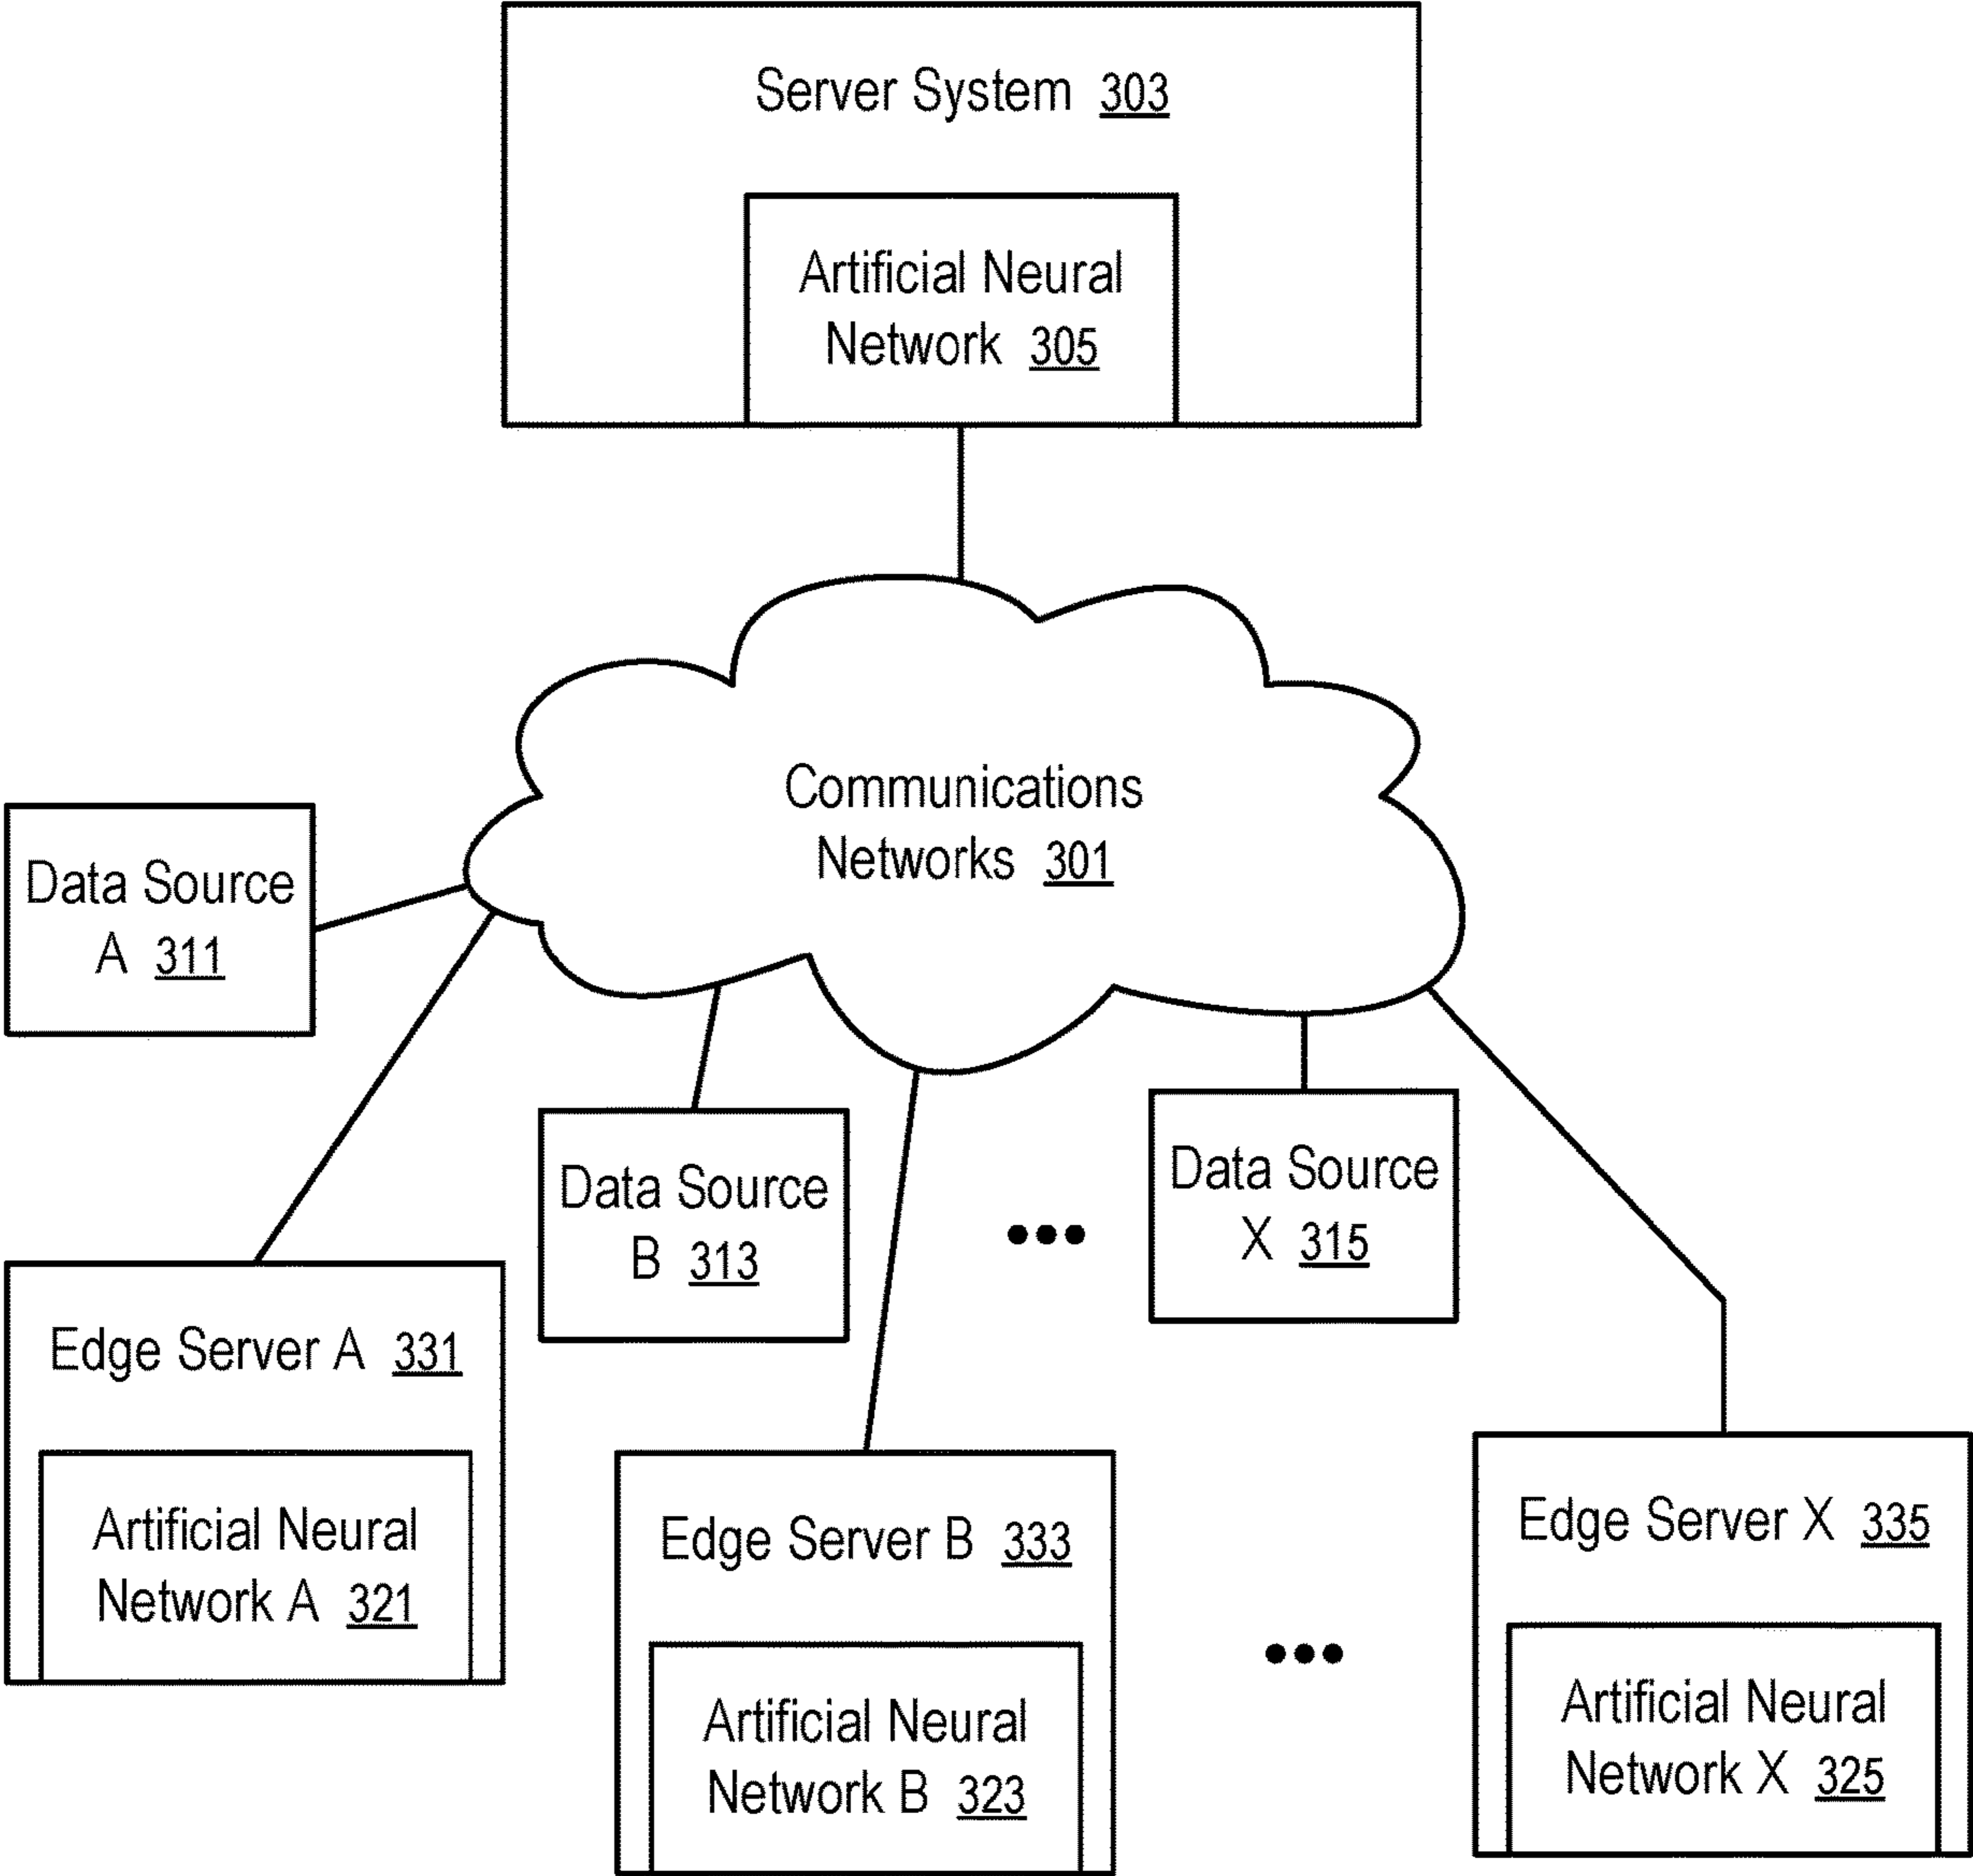 Server System 303
Artificial Neural
Network 305
Communications
Networks 301
Data Source
A 311
Data Source
B 313
Data Source
X 315
Edge Server A 331
Artificial Neural
Network A 321
Edge Server B 333
Artificial Neural
Network B 323
Edge Server X 335
Artificial Neural
Network X 325